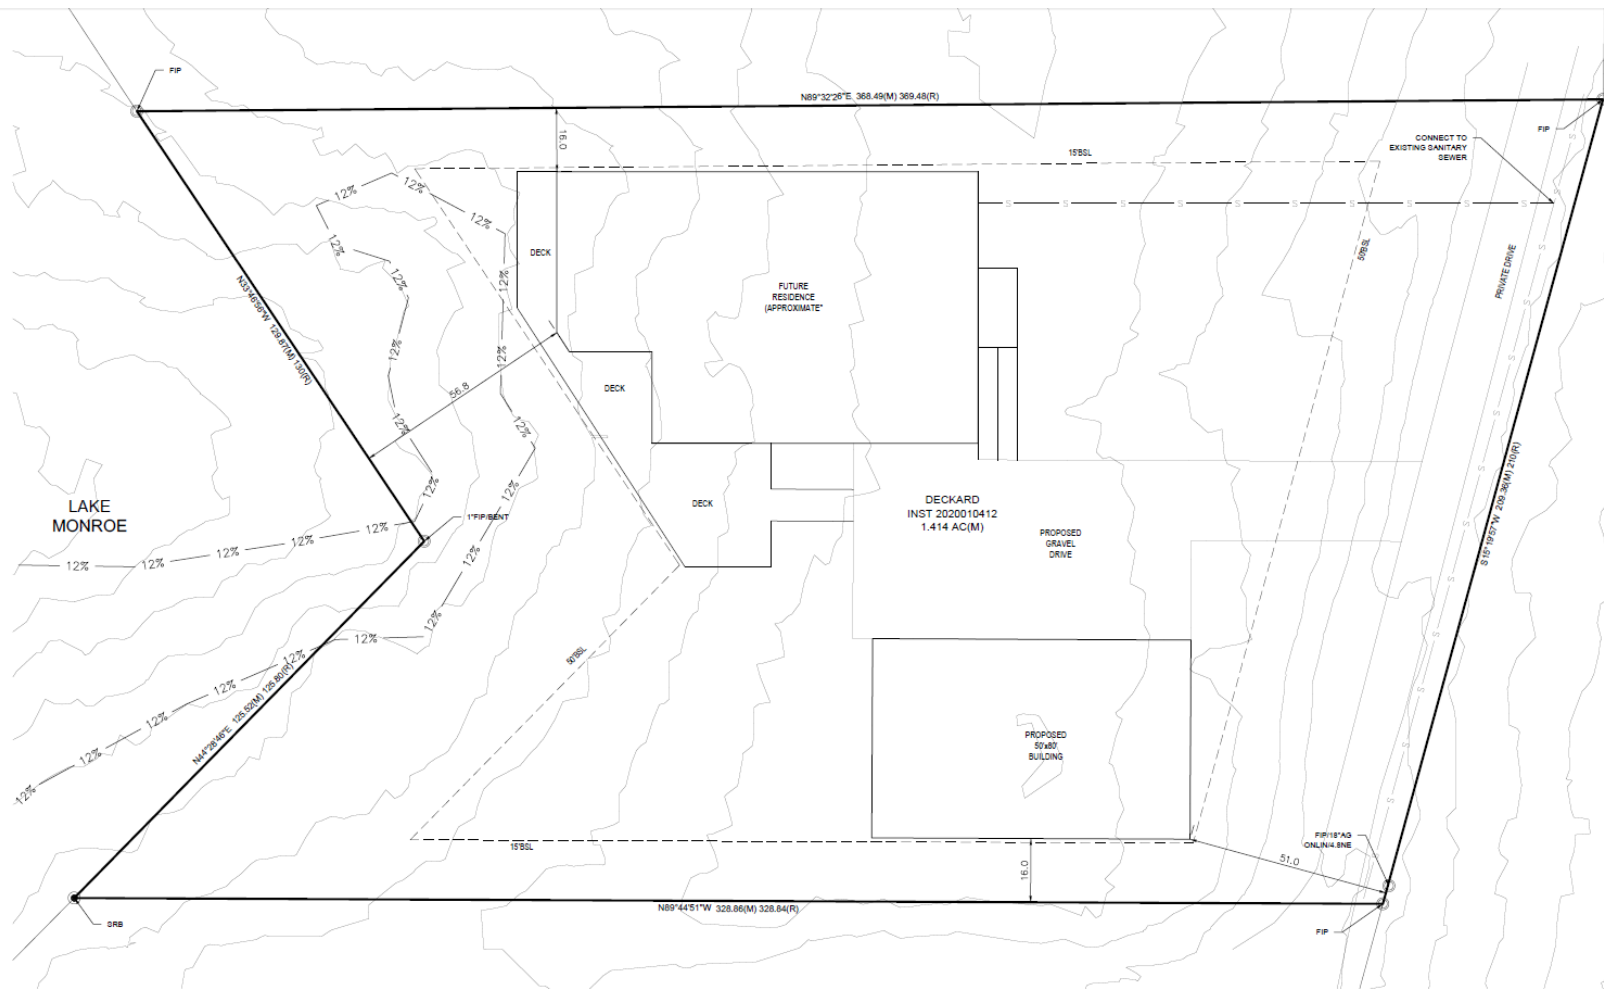 FIP
N89°32'26"E 368.49(M) 369.48(R)
FIP
CONNECT TO
EXISTING SANITARY
SEWER
16.0
15'BSL
12%
12%
12%
S S S S S S S S S S
DECK
12%
12%
12%
FUTURE
RESIDENCE
(APPROXIMATE"
50'BSL
PRIVATE DRIVE
S
N33°46'56"W 129.87(M) 130(R)
12%
12%
56.8
DECK
12%
12%
S
S
S15°19'57"W 209.36(M) 210(R)
LAKE
MONROE
12%
12%
DECK
DECKARD
INST 2020010412
1.414 AC(M)
1"FIP/BENT
PROPOSED
GRAVEL
DRIVE
12%
12%
12%
12%
12%
12%
12%
S
S
12%
12%
50'BSL
N44°28'46"E 125.52(M) 125.80(R)
12%
12%
12%
12%
S
S
PROPOSED
50'x80'
BUILDING
S
S
15'BSL
16.0
51.0
FIP/18"AG
ONLIN/4.8NE
S
N89°44'51"W 328.86(M) 328.84(R)
SRB
FIP